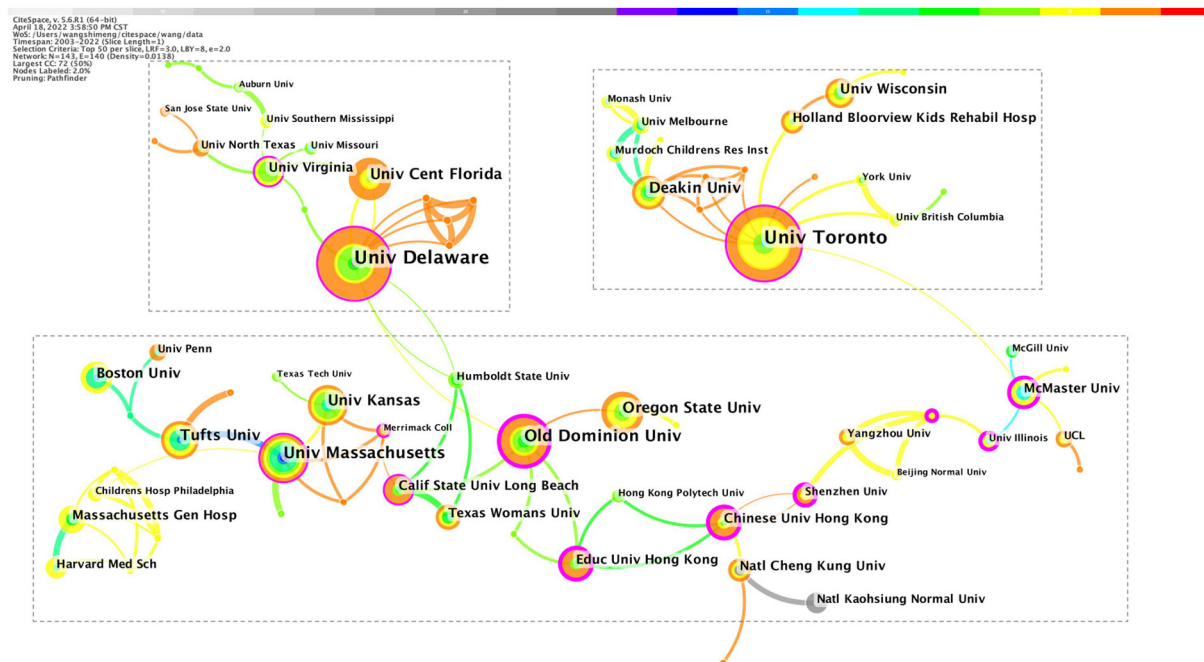 CiteSpace, v. 5.6.R1 (64-bit)
April 18, 2022 3:58:50 PM CST
WoS: /Users/wangshimeng/citespace/wang/data
Timespan: 2003-2022 (Slice Length=1)
Selection Criteria: Top 50 per slice, LRF=3.0, LBY=8, e=2.0
Network: N=143, E=140 (Density=0.0138)
Largest CC: 72 (50%)
Nodes Labeled: 2.0%
Pruning: Pathfinder
Auburn Univ
San Jose State Univ
Univ Southern Mississippi
Univ North Texas
Univ Missouri
Univ Virginia
Univ Cent Florida
Univ Delaware
Univ Wisconsin
Monash Univ
Holland Bloorview Kids Rehabil Hosp
Univ Melbourne
Murdoch Childrens Res Inst
Deakin Univ
York Univ
Univ British Columbia
Univ Toronto
Univ Penn
Boston Univ
Texas Tech Univ
Humboldt State Univ
Univ Kansas
Oregon State Univ
Merrimack Coll
Tufts Univ
Univ Massachusetts
Old Dominion Univ
McGill Univ
McMaster Univ
Yangzhou Univ
Univ Illinois
UCL
Beijing Normal Univ
Childrens Hosp Philadelphia
Calif State Univ Long Beach
Hong Kong Polytech Univ
Shenzhen Univ
Massachusetts Gen Hosp
Texas Womans Univ
Chinese Univ Hong Kong
Harvard Med Sch
Educ Univ Hong Kong
Natl Cheng Kung Univ
Natl Kaohsiung Normal Univ